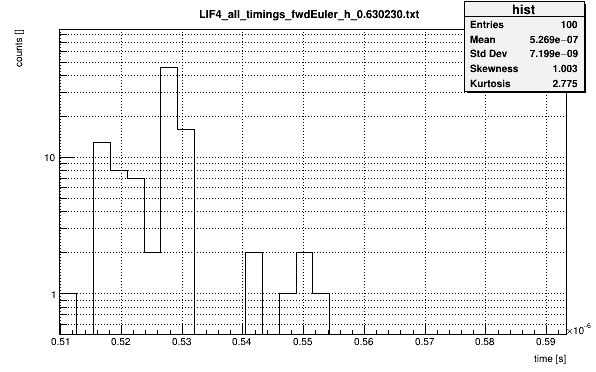 LIF4_all_timings_fwdEuler_h_0.630230.txt
hist
Entries 100
Mean 5.269e−07
Std Dev 7.199e−09
Skewness 1.003
Kurtosis 2.775
counts []
10
1
0.51 0.52 0.53 0.54 0.55 0.56 0.57 0.58 0.59
×10⁻⁶
time [s]